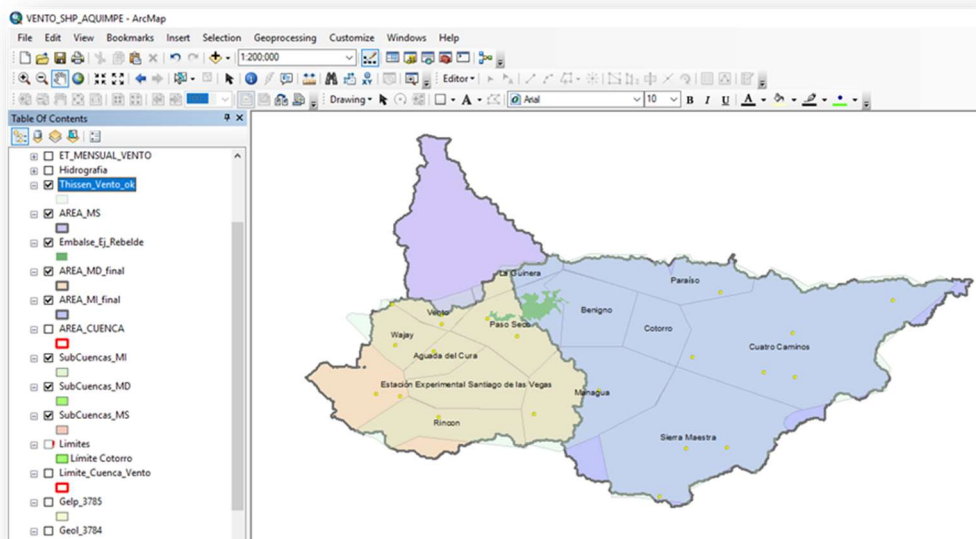 VENTO_SHP_AQUIMPE - ArcMap
File Edit View Bookmarks Insert Selection Geoprocessing Customize Windows Help
1:200:000
Editor
Drawing A Arial 10 B I U A
Table Of Contents
ET_MENSUAL_VENTO
Hidrografia
Thissen_Vento_ok
AREA_MS
Embalse_Ej_Rebelde
AREA_MD_final
AREA_MI_final
AREA_CUENCA
SubCuencas_MI
SubCuencas_MD
SubCuencas_MS
Limites
Límite Cotorro
Limite_Cuenca_Vento
Gelp_3785
Geol_3784
La Guinera
Paraíso
Vento
Benigno
Paso Seco
Cotorro
Wajay
Cuatro Caminos
Aguada del Cura
Estación Experimental Santiago de las Vegas
Managua
Rincon
Sierra Maestra